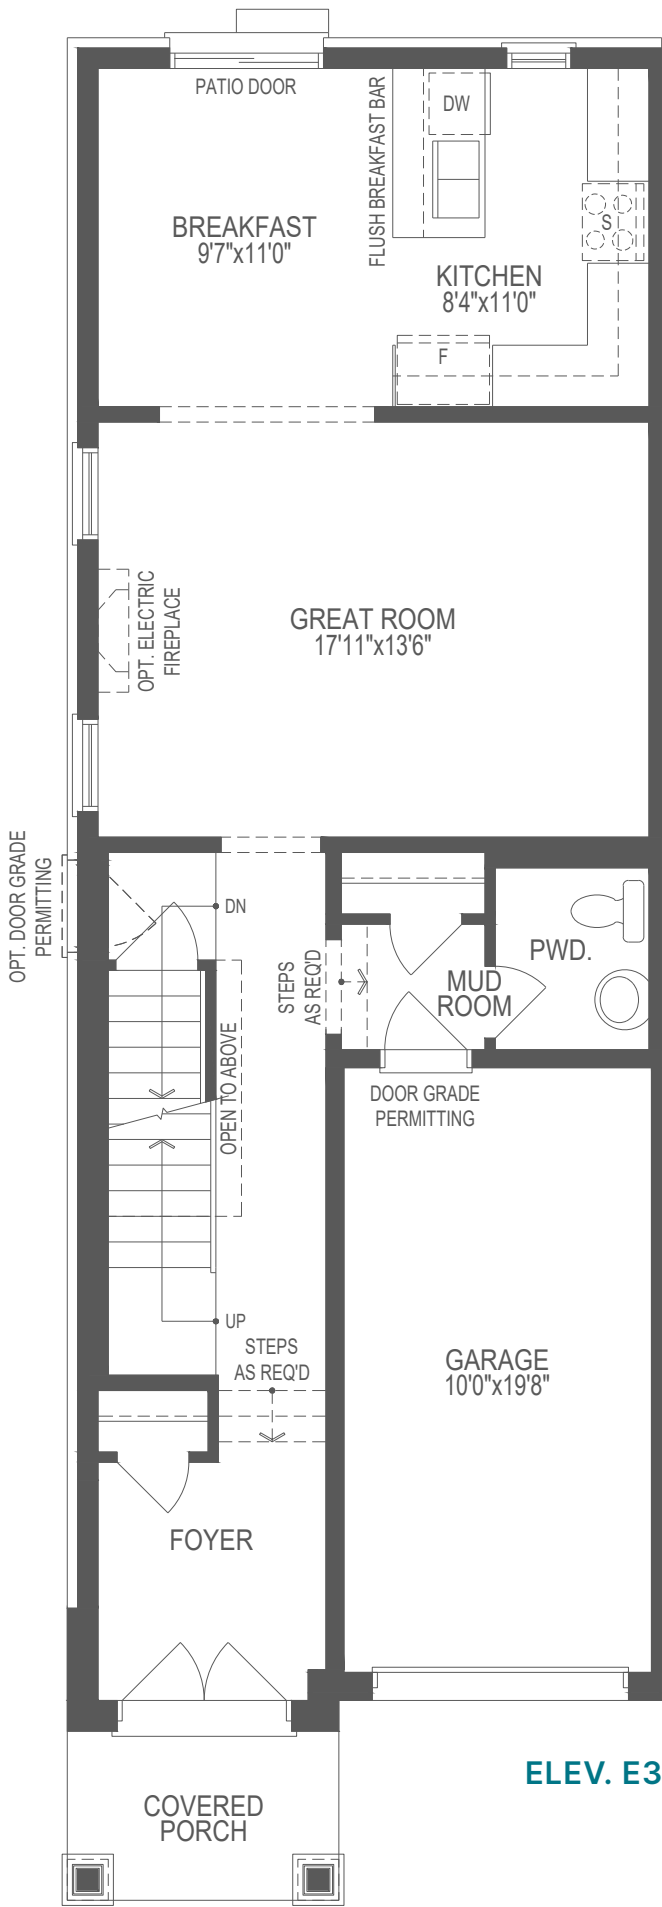 PATIO DOOR
DW
FLUSH BREAKFAST BAR
S
BREAKFAST
9'7"x11'0"
KITCHEN
8'4"x11'0"
F
OPT. ELECTRIC
FIREPLACE
GREAT ROOM
17'11"x13'6"
OPT. DOOR GRADE
PERMITTING
DN
STEPS
AS REQ'D
PWD.
MUD
ROOM
OPEN TO ABOVE
DOOR GRADE
PERMITTING
UP
STEPS
AS REQ'D
GARAGE
10'0"x19'8"
FOYER
ELEV. E3
COVERED
PORCH